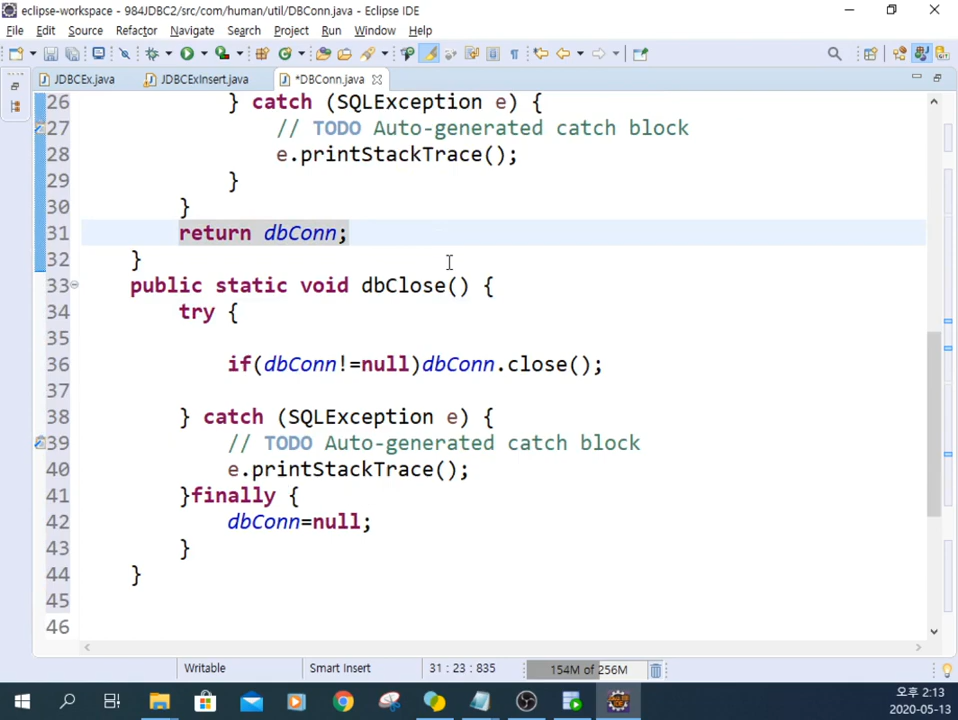 eclipse-workspace - 984JDBC2/src/com/human/util/DBConn.java - Eclipse IDE
File Edit Source Refactor Navigate Search Project Run Window Help
JDBCEx.java JDBCExInsert.java *DBConn.java
26 } catch (SQLException e) {
27 // TODO Auto-generated catch block
28 e.printStackTrace();
29 }
30 }
31 return dbConn;
32 }
33 public static void dbClose() {
34 try {
35
36 if(dbConn!=null)dbConn.close();
37
38 } catch (SQLException e) {
39 // TODO Auto-generated catch block
40 e.printStackTrace();
41 }finally {
42 dbConn=null;
43 }
44 }
45
46
Writable Smart Insert 31 : 23 : 835 154M of 256M
오후 2:13
2020-05-13